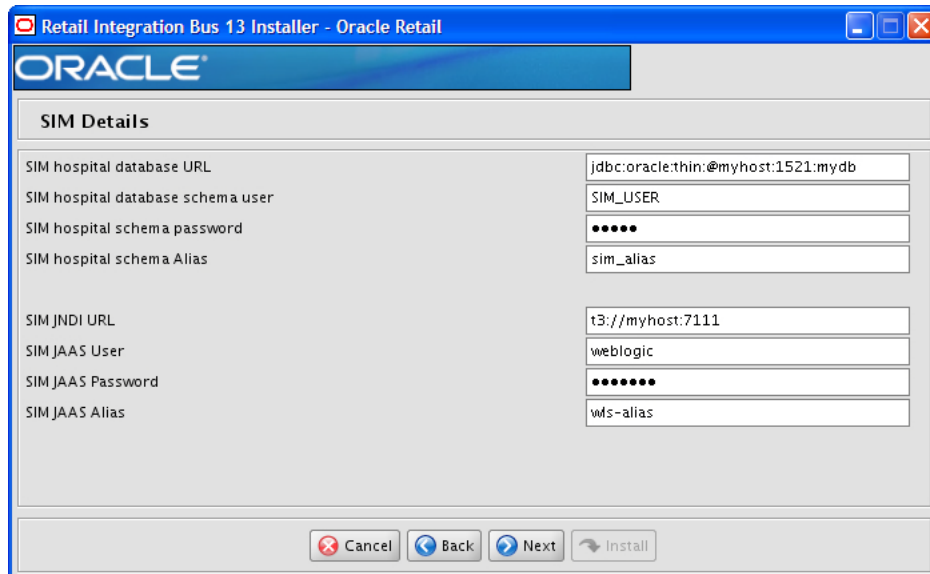 Retail Integration Bus 13 Installer - Oracle Retail
ORACLE®
SIM Details
SIM hospital database URL jdbc:oracle:thin:@myhost:1521:mydb
SIM hospital database schema user SIM_USER
SIM hospital schema password •••••
SIM hospital schema Alias sim_alias
SIM JNDI URL t3://myhost:7111
SIM JAAS User weblogic
SIM JAAS Password •••••••
SIM JAAS Alias wls-alias
Cancel Back Next Install